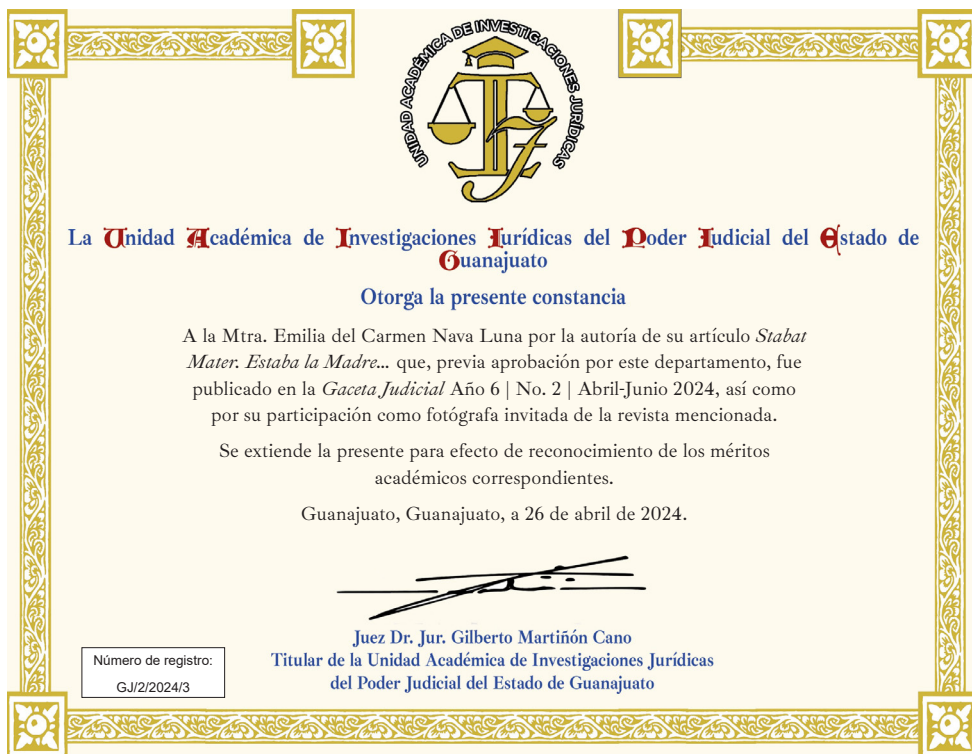 UNIDAD ACADÉMICA DE INVESTIGACIONES JURÍDICAS
La Unidad Académica de Investigaciones Jurídicas del Poder Judicial del Estado de
Guanajuato
Otorga la presente constancia
A la Mtra. Emilia del Carmen Nava Luna por la autoría de su artículo Stabat
Mater. Estaba la Madre... que, previa aprobación por este departamento, fue
publicado en la Gaceta Judicial Año 6 | No. 2 | Abril-Junio 2024, así como
por su participación como fotógrafa invitada de la revista mencionada.
Se extiende la presente para efecto de reconocimiento de los méritos
académicos correspondientes.
Guanajuato, Guanajuato, a 26 de abril de 2024.
Juez Dr. Jur. Gilberto Martiñón Cano
Titular de la Unidad Académica de Investigaciones Jurídicas
del Poder Judicial del Estado de Guanajuato
Número de registro:
GJ/2/2024/3